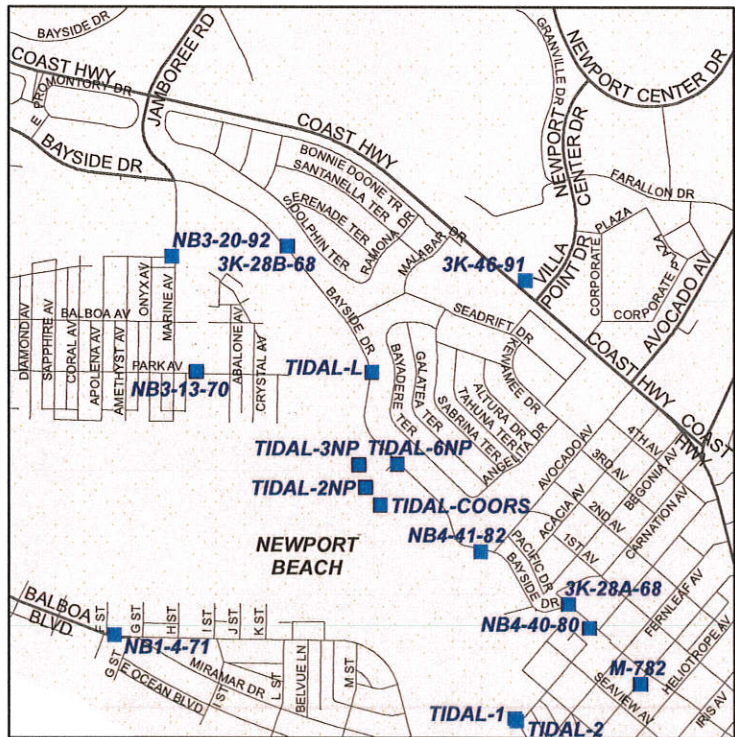 BAYSIDE DR
COAST HWY
PROMONTORY DR
E
JAMBOREE RD
BAYSIDE DR
COAST HWY
GRANVILLE DR
NEWPORT CENTER DR
NEWPORT
CENTER DR
FARALLON DR
BONNIE DOONE TR
SANTANELLA TER
SERENADE TER
DOLPHIN TER
RAMONA DR
MALABAR DR
NB3-20-92
3K-28B-68
3K-46-91
VILLA
POINT DR
CORPORATE
PLAZA
CORPORATE P
LAZA
AVOCADO AV
DIAMOND AV
SAPPHIRE AV
CORAL AV
BALBOA AV
APOLENA AV
AMETHYST AV
ONYX AV
MARINE AV
PARK AV
ABALONE AV
CRYSTAL AV
NB3-13-70
BAYSIDE DR
SEADRIFT DR
TIDAL-L
BAYADERE TER
GALATEA TER
SABRINA TER
TAHUNA TER
ALTURA DR
KEWAMEE DR
ANGELITA DR
COAST HWY
COAST
HWY
TIDAL-3NP
TIDAL-6NP
TIDAL-2NP
TIDAL-COORS
AVOCADO AV
ACACIA AV
4TH AV
3RD AV
2ND AV
1ST AV
BEGONIA AV
CARNATION AV
NEWPORT
BEACH
NB4-41-82
PACIFIC DR
BAYSIDE
DR
3K-28A-68
NB4-40-80
FERNLEAF AV
HELIOTROPE AV
M-782
SEAVIEW AV
IRIS AV
BALBOA
BLVD.
F ST
G ST
H ST
I ST
J ST
K ST
NB1-4-71
G ST
E OCEAN BLVD.
MIRAMAR DR
I ST
L ST
BELVUE LN
M ST
TIDAL-1
TIDAL-2